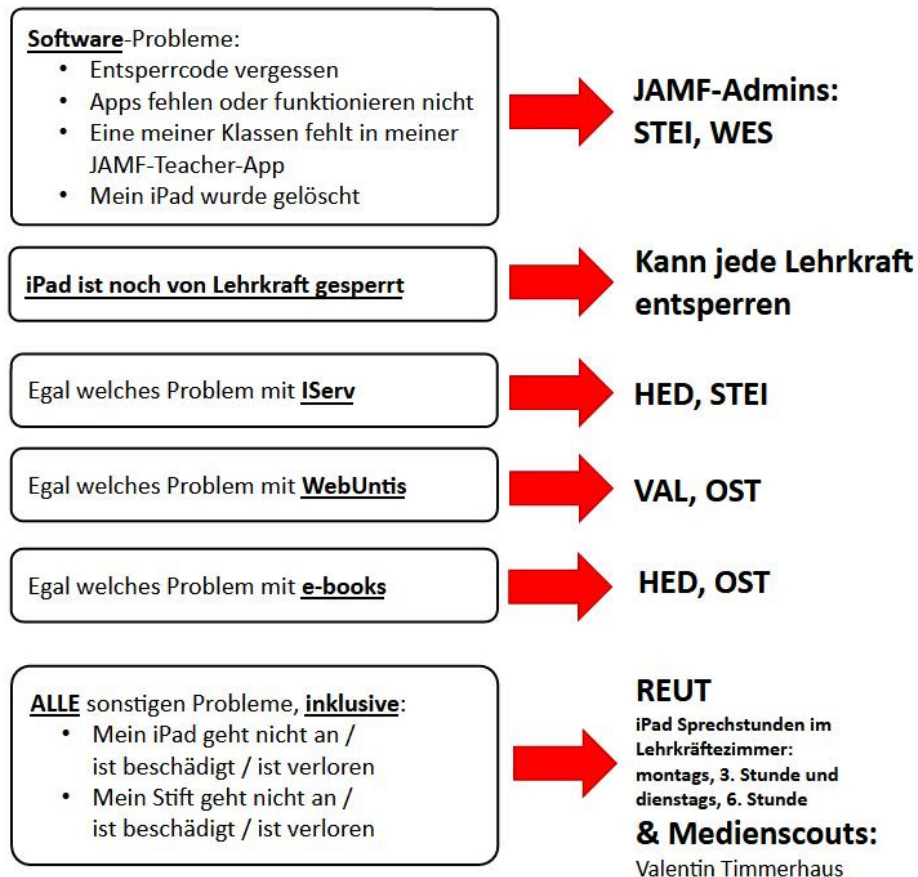 Software-Probleme:
• Entsperrcode vergessen
• Apps fehlen oder funktionieren nicht
• Eine meiner Klassen fehlt in meiner
JAMF-Teacher-App
• Mein iPad wurde gelöscht
JAMF-Admins:
STEI, WES
iPad ist noch von Lehrkraft gesperrt
Kann jede Lehrkraft
entsperren
Egal welches Problem mit IServ
HED, STEI
Egal welches Problem mit WebUntis
VAL, OST
Egal welches Problem mit e-books
HED, OST
ALLE sonstigen Probleme, inklusive:
• Mein iPad geht nicht an /
ist beschädigt / ist verloren
• Mein Stift geht nicht an /
ist beschädigt / ist verloren
REUT
iPad Sprechstunden im
Lehrkräftezimmer:
montags, 3. Stunde und
dienstags, 6. Stunde
& Medienscouts:
Valentin Timmerhaus